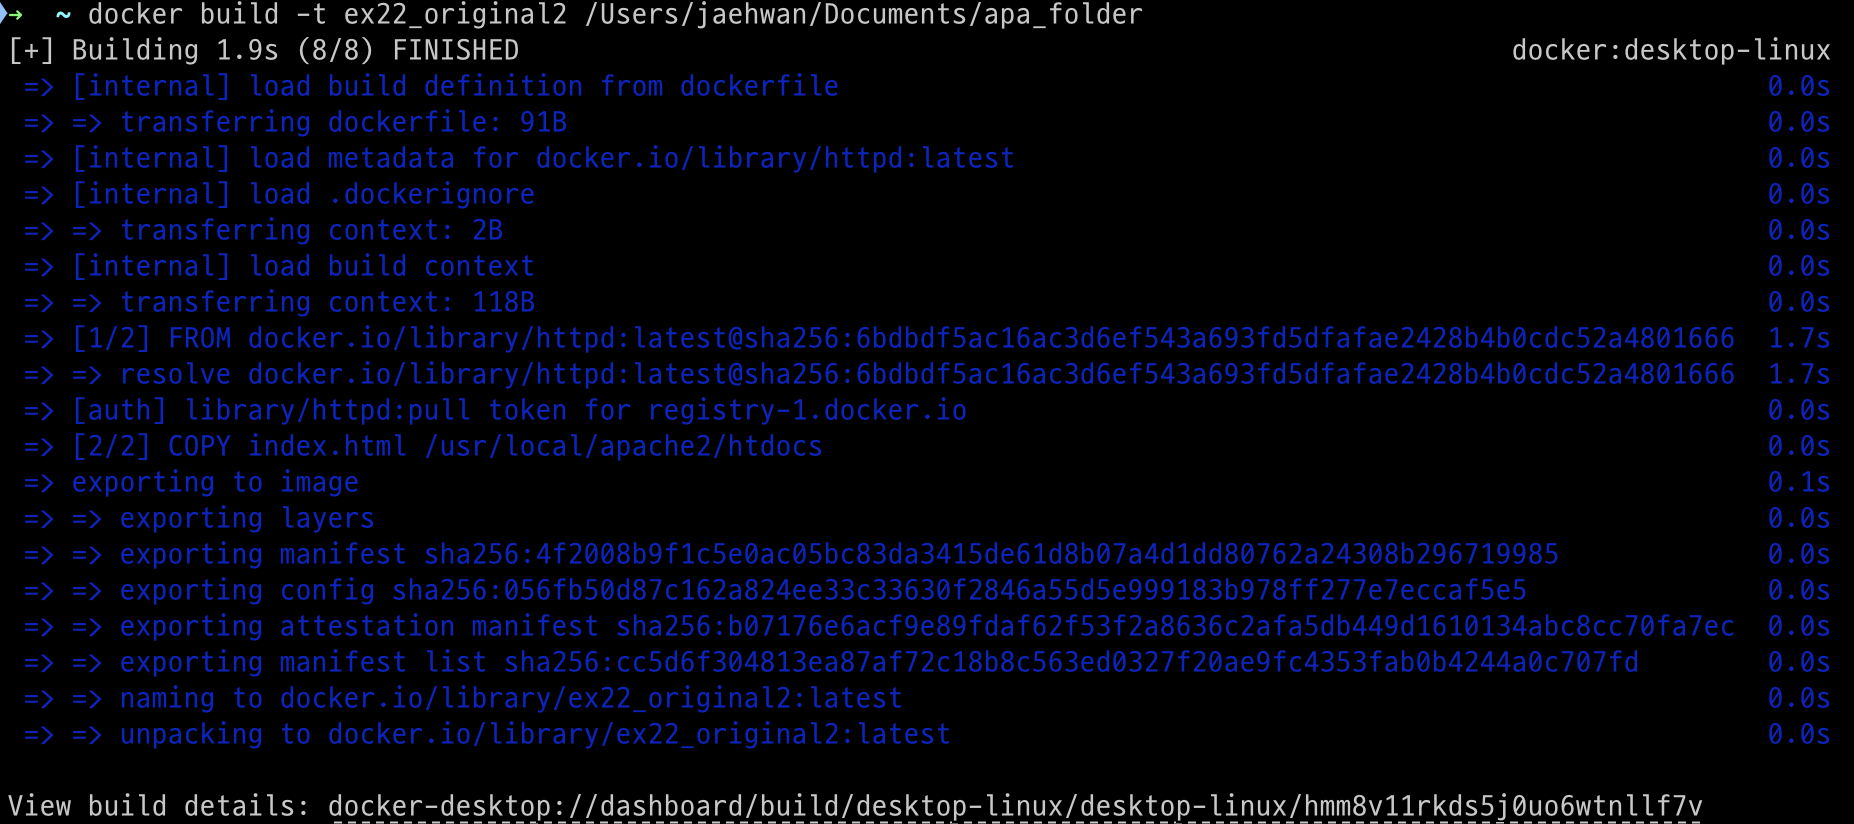 →  ~ docker build -t ex22_original2 /Users/jaehwan/Documents/apa_folder
[+] Building 1.9s (8/8) FINISHED docker:desktop-linux
=> [internal] load build definition from dockerfile 0.0s
=> => transferring dockerfile: 91B 0.0s
=> [internal] load metadata for docker.io/library/httpd:latest 0.0s
=> [internal] load .dockerignore 0.0s
=> => transferring context: 2B 0.0s
=> [internal] load build context 0.0s
=> => transferring context: 118B 0.0s
=> [1/2] FROM docker.io/library/httpd:latest@sha256:6bdbdf5ac16ac3d6ef543a693fd5dfafae2428b4b0cdc52a4801666 1.7s
=> => resolve docker.io/library/httpd:latest@sha256:6bdbdf5ac16ac3d6ef543a693fd5dfafae2428b4b0cdc52a4801666 1.7s
=> [auth] library/httpd:pull token for registry-1.docker.io 0.0s
=> [2/2] COPY index.html /usr/local/apache2/htdocs 0.0s
=> exporting to image 0.1s
=> => exporting layers 0.0s
=> => exporting manifest sha256:4f2008b9f1c5e0ac05bc83da3415de61d8b07a4d1dd80762a24308b296719985 0.0s
=> => exporting config sha256:056fb50d87c162a824ee33c33630f2846a55d5e999183b978ff277e7eccaf5e5 0.0s
=> => exporting attestation manifest sha256:b07176e6acf9e89fdaf62f53f2a8636c2afa5db449d1610134abc8cc70fa7ec 0.0s
=> => exporting manifest list sha256:cc5d6f304813ea87af72c18b8c563ed0327f20ae9fc4353fab0b4244a0c707fd 0.0s
=> => naming to docker.io/library/ex22_original2:latest 0.0s
=> => unpacking to docker.io/library/ex22_original2:latest 0.0s
View build details: docker-desktop://dashboard/build/desktop-linux/desktop-linux/hmm8v11rkds5j0uo6wtnllf7v